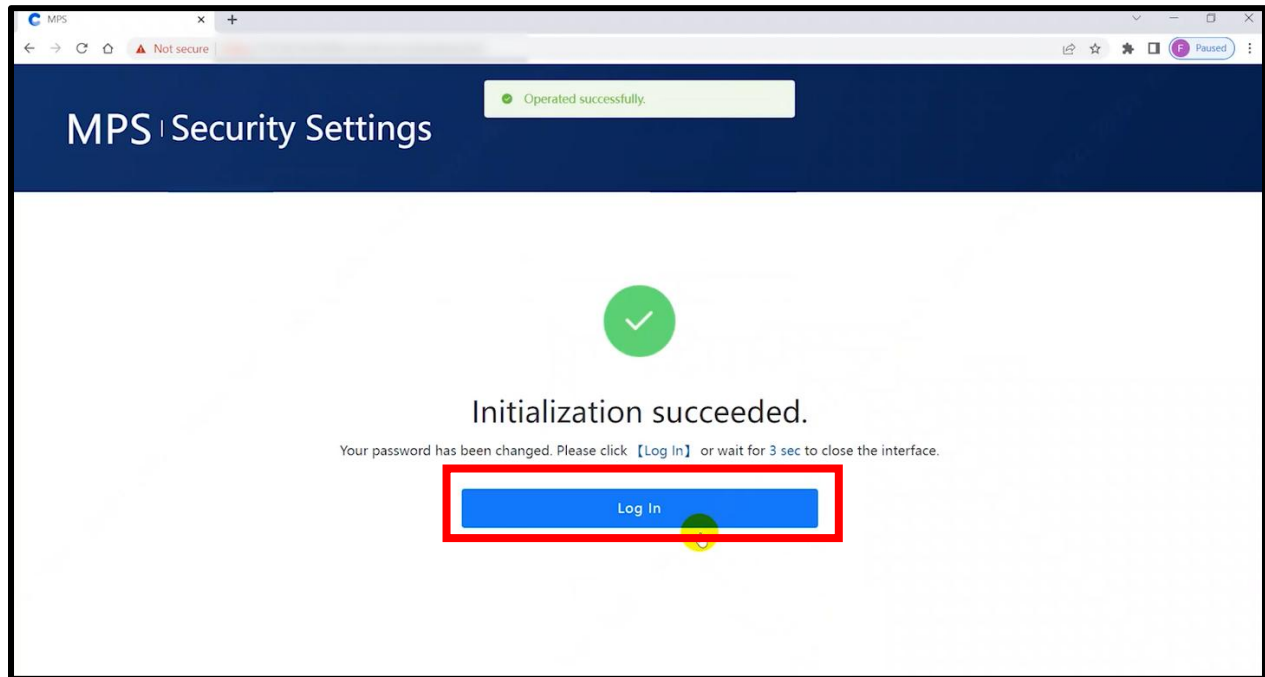 MPS
Not secure
F Paused
Operated successfully.
MPS | Security Settings
Initialization succeeded.
Your password has been changed. Please click 【Log In】 or wait for 3 sec to close the interface.
Log In